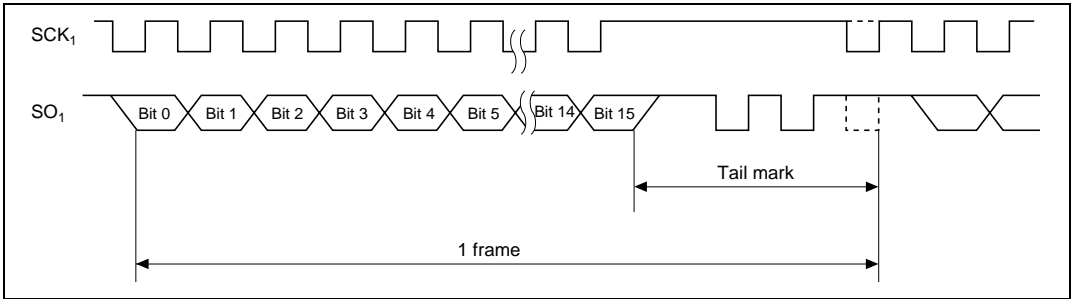 SCK₁
SO₁ Bit 0 Bit 1 Bit 2 Bit 3 Bit 4 Bit 5 Bit 14 Bit 15
Tail mark
1 frame